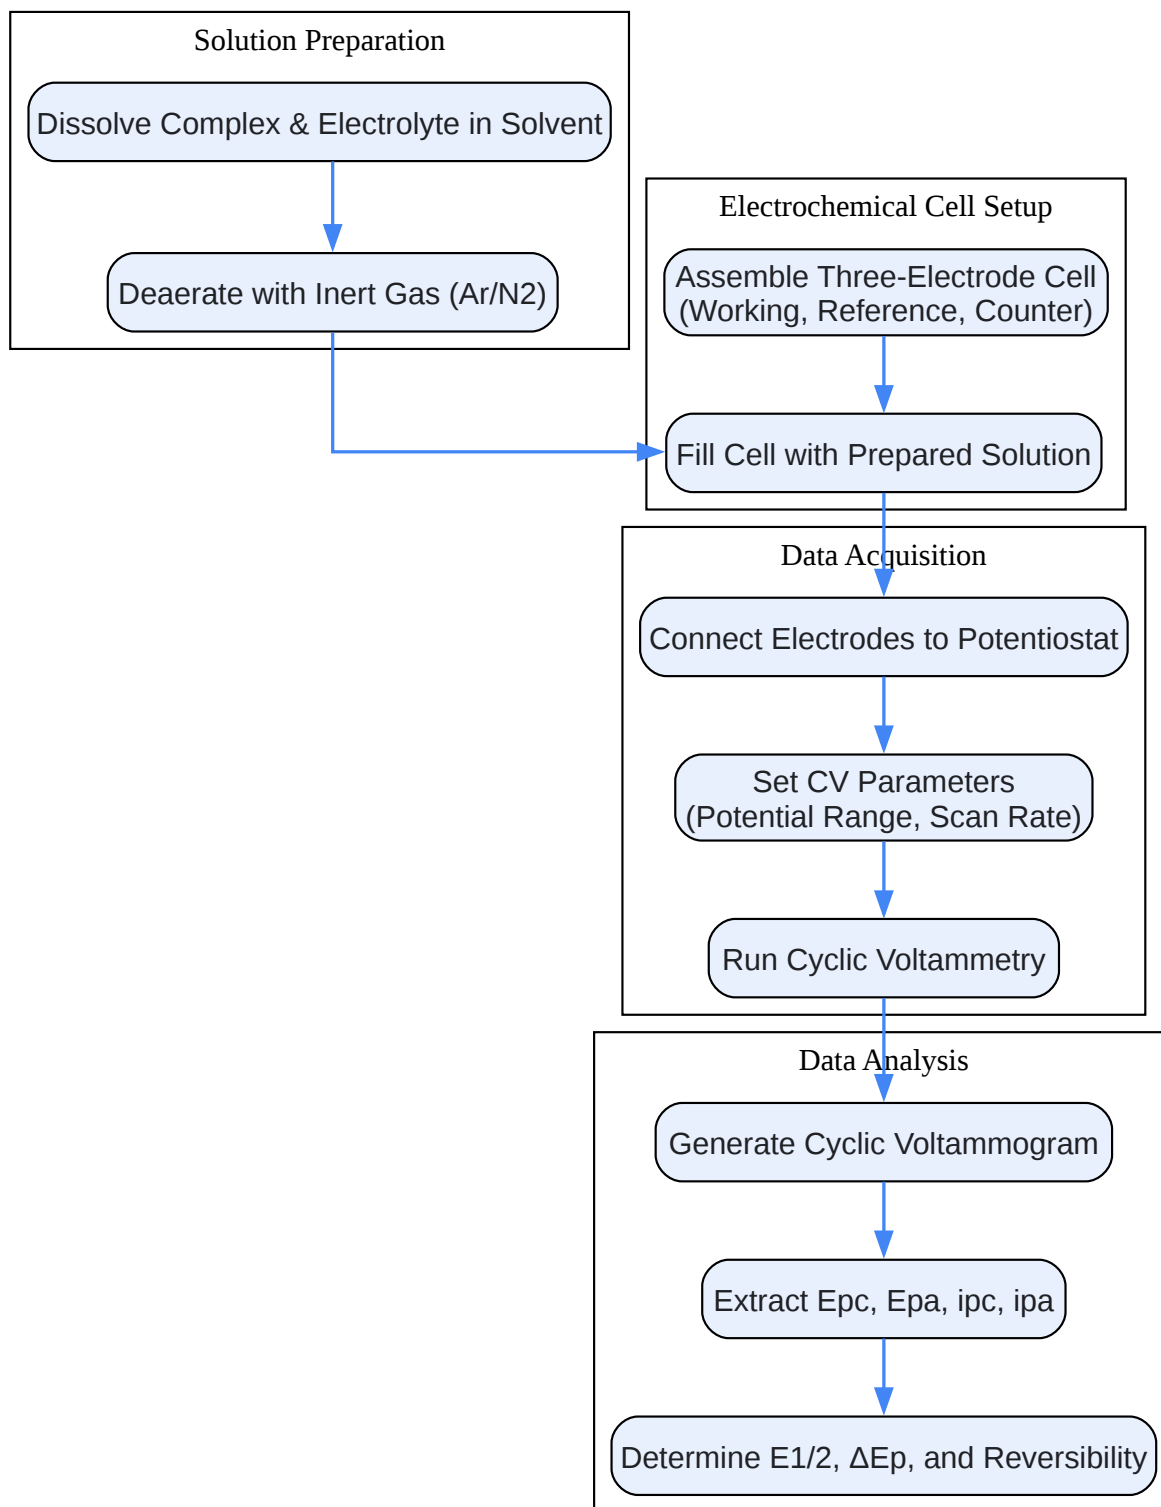 Solution Preparation
Dissolve Complex & Electrolyte in Solvent
Deaerate with Inert Gas (Ar/N2)
Electrochemical Cell Setup
Assemble Three-Electrode Cell
(Working, Reference, Counter)
Fill Cell with Prepared Solution
Data Acquisition
Connect Electrodes to Potentiostat
Set CV Parameters
(Potential Range, Scan Rate)
Run Cyclic Voltammetry
Data Analysis
Generate Cyclic Voltammogram
Extract Epc, Epa, ipc, ipa
Determine E1/2, ΔEp, and Reversibility